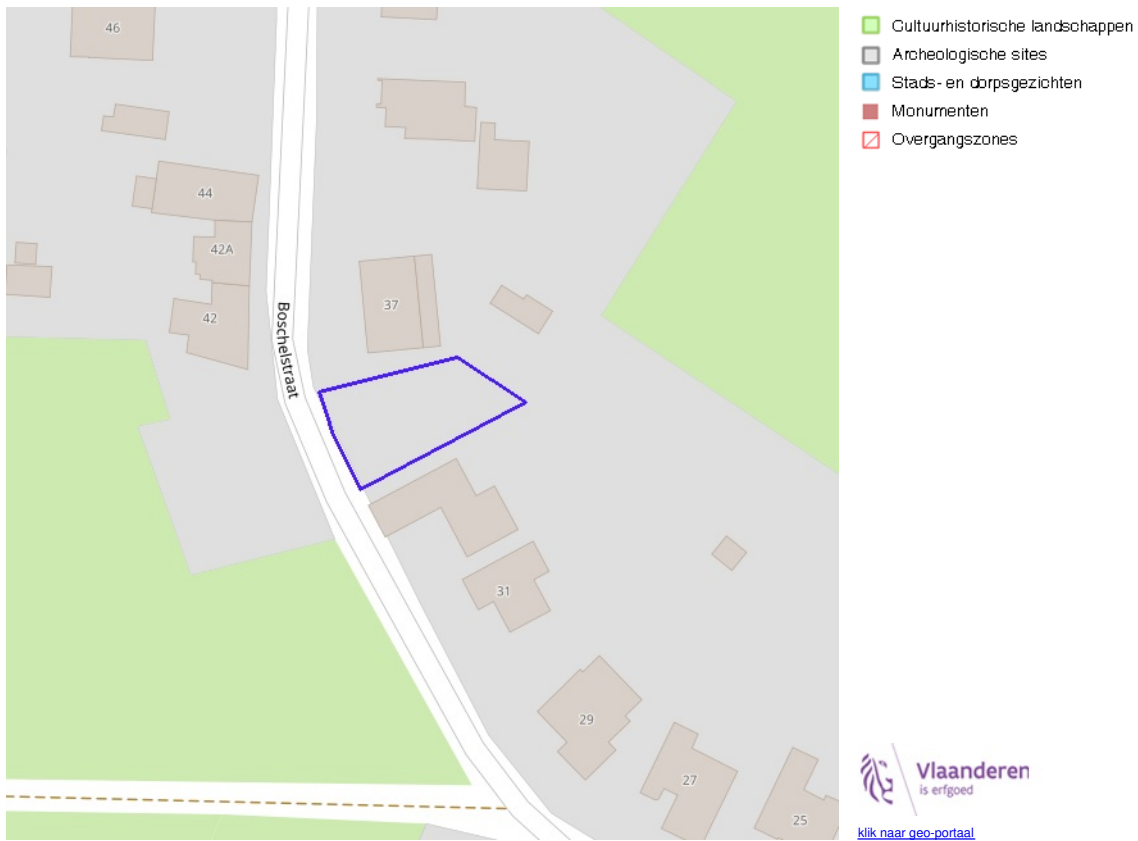 46
44
42A
42
37
Boschelstraat
31
29
27
25
Cultuurhistorische landschappen
Archeologische sites
Stads- en dorpsgezichten
Monumenten
Overgangszones
Vlaanderen
is erfgoed
klik naar geo-portaal